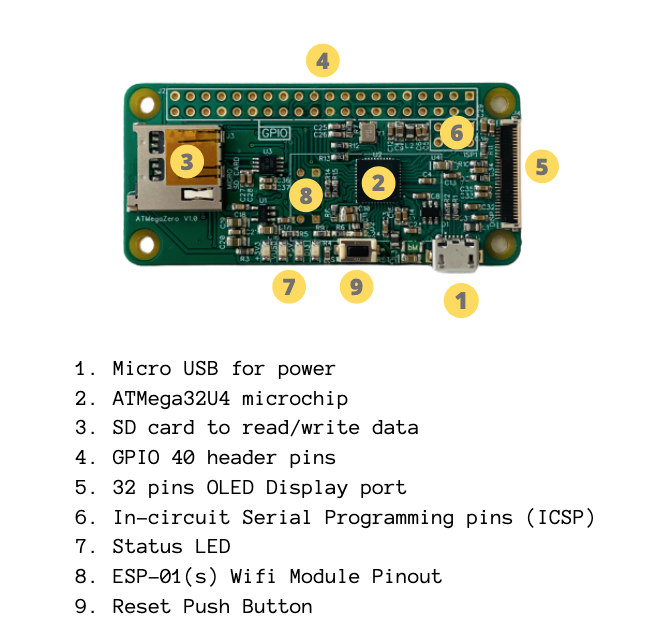 4
J2
GPIO
6
3
5
2
8
ATMegaZero V1.0
7
9
1
1. Micro USB for power
2. ATMega32U4 microchip
3. SD card to read/write data
4. GPIO 40 header pins
5. 32 pins OLED Display port
6. In-circuit Serial Programming pins (ICSP)
7. Status LED
8. ESP-01(s) Wifi Module Pinout
9. Reset Push Button